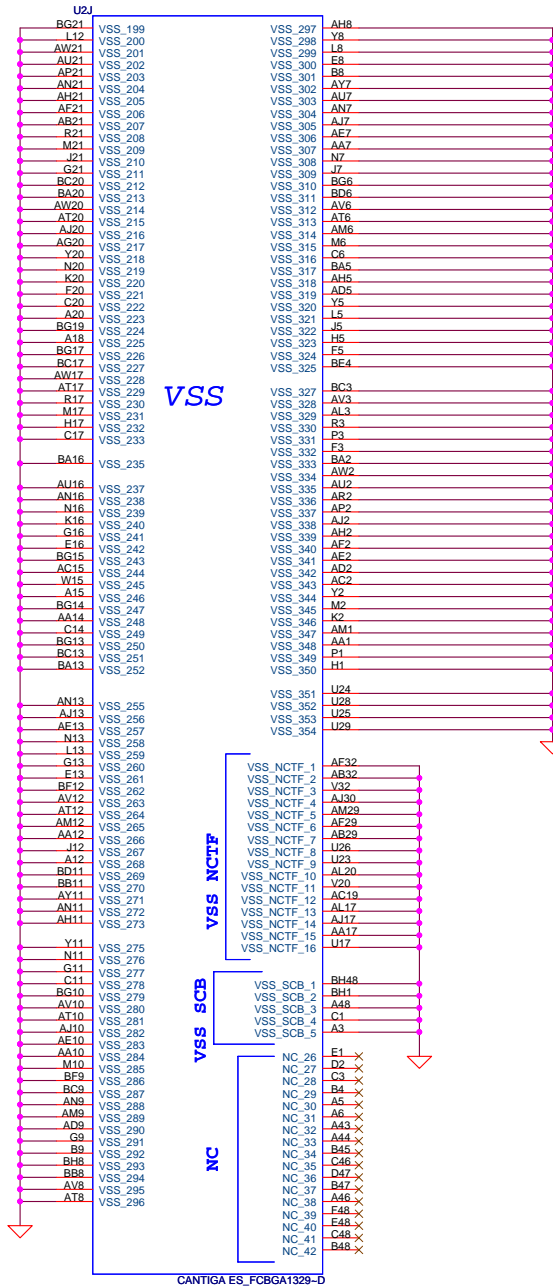 U2J
BG21 VSS_199
L12 VSS_200
AW21 VSS_201
AU21 VSS_202
AP21 VSS_203
AN21 VSS_204
AH21 VSS_205
AF21 VSS_206
AB21 VSS_207
R21 VSS_208
M21 VSS_209
J21 VSS_210
G21 VSS_211
BC20 VSS_212
BA20 VSS_213
AW20 VSS_214
AT20 VSS_215
AJ20 VSS_216
AG20 VSS_217
Y20 VSS_218
N20 VSS_219
K20 VSS_220
F20 VSS_221
C20 VSS_222
A20 VSS_223
BG19 VSS_224
A18 VSS_225
BG17 VSS_226
BC17 VSS_227
AW17 VSS_228
AT17 VSS_229
R17 VSS_230
M17 VSS_231
H17 VSS_232
C17 VSS_233
BA16 VSS_235
AU16 VSS_237
AN16 VSS_238
N16 VSS_239
K16 VSS_240
G16 VSS_241
E16 VSS_242
BG15 VSS_243
AC15 VSS_244
W15 VSS_245
A15 VSS_246
BG14 VSS_247
AA14 VSS_248
C14 VSS_249
BG13 VSS_250
BC13 VSS_251
BA13 VSS_252
AN13 VSS_255
AJ13 VSS_256
AE13 VSS_257
N13 VSS_258
L13 VSS_259
G13 VSS_260
E13 VSS_261
BF12 VSS_262
AV12 VSS_263
AT12 VSS_264
AM12 VSS_265
AA12 VSS_266
J12 VSS_267
A12 VSS_268
BD11 VSS_269
BB11 VSS_270
AY11 VSS_271
AN11 VSS_272
AH11 VSS_273
Y11 VSS_275
N11 VSS_276
G11 VSS_277
C11 VSS_278
BG10 VSS_279
AV10 VSS_280
AT10 VSS_281
AJ10 VSS_282
AE10 VSS_283
AA10 VSS_284
M10 VSS_285
BF9 VSS_286
BC9 VSS_287
AN9 VSS_288
AM9 VSS_289
AD9 VSS_290
G9 VSS_291
B9 VSS_292
BH8 VSS_293
BB8 VSS_294
AV8 VSS_295
AT8 VSS_296
VSS
VSS_297 AH8
VSS_298 Y8
VSS_299 L8
VSS_300 E8
VSS_301 B8
VSS_302 AY7
VSS_303 AU7
VSS_304 AN7
VSS_305 AJ7
VSS_306 AE7
VSS_307 AA7
VSS_308 N7
VSS_309 J7
VSS_310 BG6
VSS_311 BD6
VSS_312 AV6
VSS_313 AT6
VSS_314 AM6
VSS_315 M6
VSS_316 C6
VSS_317 BA5
VSS_318 AH5
VSS_319 AD5
VSS_320 Y5
VSS_321 L5
VSS_322 J5
VSS_323 H5
VSS_324 F5
VSS_325 BE4
VSS_327 BC3
VSS_328 AV3
VSS_329 AL3
VSS_330 R3
VSS_331 P3
VSS_332 F3
VSS_333 BA2
VSS_334 AW2
VSS_335 AU2
VSS_336 AR2
VSS_337 AP2
VSS_338 AJ2
VSS_339 AH2
VSS_340 AF2
VSS_341 AE2
VSS_342 AD2
VSS_343 AC2
VSS_344 Y2
VSS_345 M2
VSS_346 K2
VSS_347 AM1
VSS_348 AA1
VSS_349 P1
VSS_350 H1
VSS_351 U24
VSS_352 U28
VSS_353 U25
VSS_354 U29
VSS NCTF
VSS_NCTF_1 AF32
VSS_NCTF_2 AB32
VSS_NCTF_3 V32
VSS_NCTF_4 AJ30
VSS_NCTF_5 AM29
VSS_NCTF_6 AF29
VSS_NCTF_7 AB29
VSS_NCTF_8 U26
VSS_NCTF_9 U23
VSS_NCTF_10 AL20
VSS_NCTF_11 V20
VSS_NCTF_12 AC19
VSS_NCTF_13 AL17
VSS_NCTF_14 AJ17
VSS_NCTF_15 AA17
VSS_NCTF_16 U17
VSS SCB
VSS_SCB_1 BH48
VSS_SCB_2 BH1
VSS_SCB_3 A48
VSS_SCB_4 C1
VSS_SCB_5 A3
NC
NC_26 E1
NC_27 D2
NC_28 C3
NC_29 B4
NC_30 A5
NC_31 A6
NC_32 A43
NC_33 A44
NC_34 B45
NC_35 C46
NC_36 D47
NC_37 B47
NC_38 A46
NC_39 F48
NC_40 E48
NC_41 C48
NC_42 B48
CANTIGA ES_FCBGA1329~D